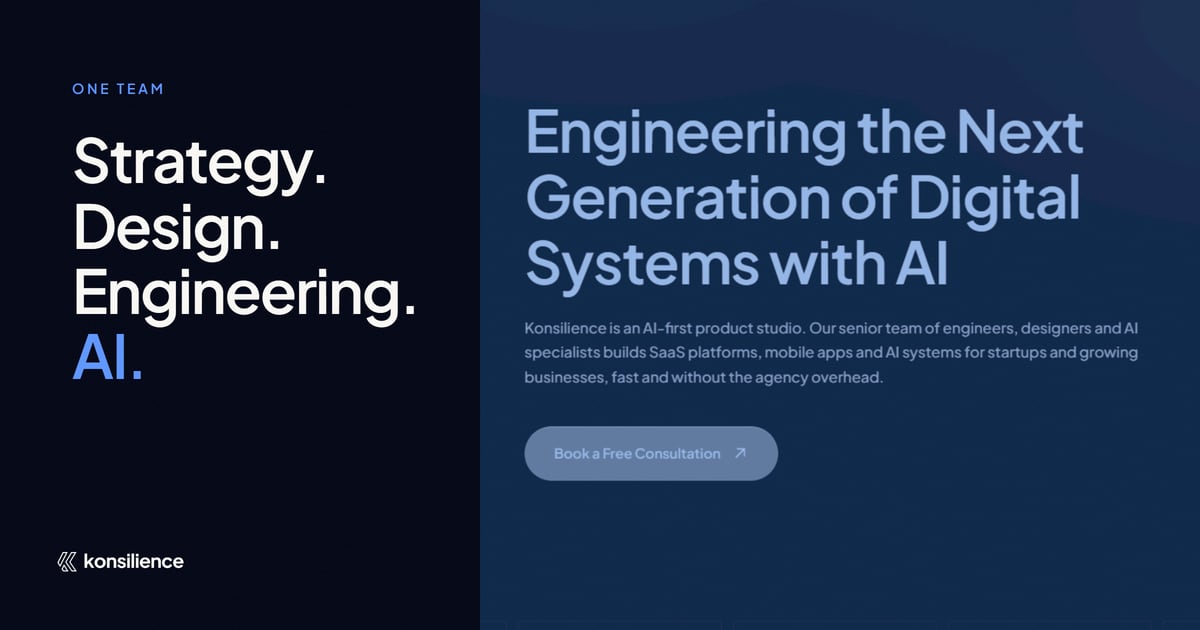 ONE TEAM
Strategy.
Design.
Engineering.
AI.
konsilience
Engineering the Next
Generation of Digital
Systems with AI
Konsilience is an AI-first product studio. Our senior team of engineers, designers and AI
specialists builds SaaS platforms, mobile apps and AI systems for startups and growing
businesses, fast and without the agency overhead.
Book a Free Consultation